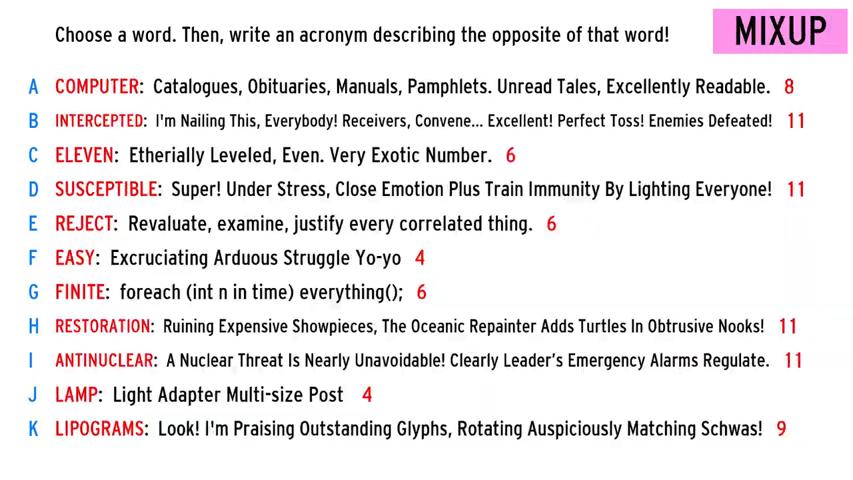 Choose a word. Then, write an acronym describing the opposite of that word!
MIXUP
A COMPUTER: Catalogues, Obituaries, Manuals, Pamphlets. Unread Tales, Excellently Readable. 8
B INTERCEPTED: I'm Nailing This, Everybody! Receivers, Convene... Excellent! Perfect Toss! Enemies Defeated! 11
C ELEVEN: Etherially Leveled, Even. Very Exotic Number. 6
D SUSCEPTIBLE: Super! Under Stress, Close Emotion Plus Train Immunity By Lighting Everyone! 11
E REJECT: Revaluate, examine, justify every correlated thing. 6
F EASY: Excruciating Arduous Struggle Yo-yo 4
G FINITE: foreach (int n in time) everything(); 6
H RESTORATION: Ruining Expensive Showpieces, The Oceanic Repainter Adds Turtles In Obtrusive Nooks! 11
I ANTINUCLEAR: A Nuclear Threat Is Nearly Unavoidable! Clearly Leader's Emergency Alarms Regulate. 11
J LAMP: Light Adapter Multi-size Post 4
K LIPOGRAMS: Look! I'm Praising Outstanding Glyphs, Rotating Auspiciously Matching Schwas! 9